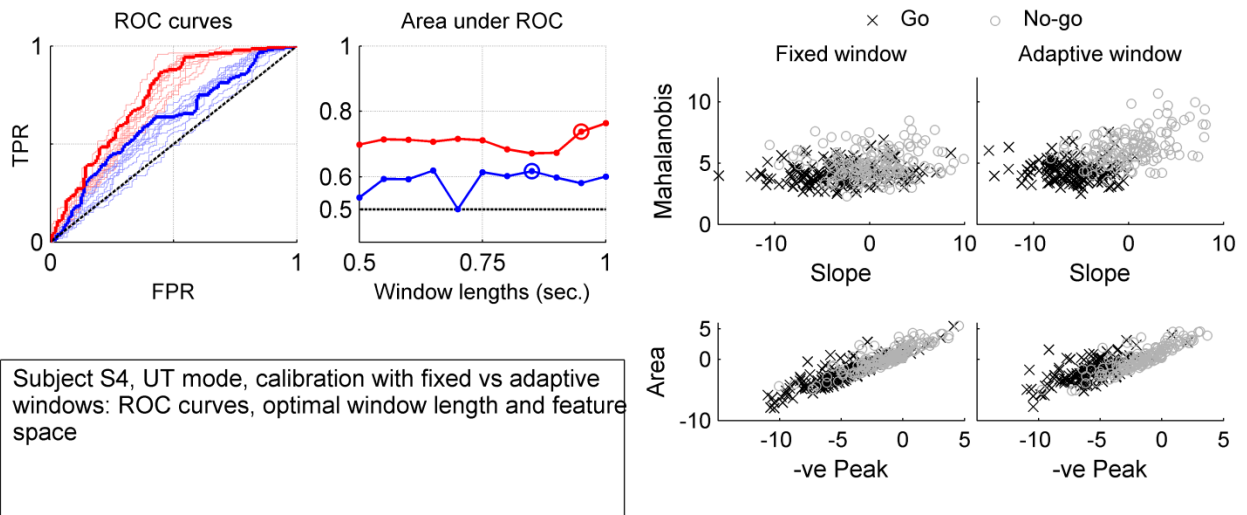 ROC curves
1
TPR
0
0
1
FPR
Area under ROC
1
0.9
0.8
0.7
0.6
0.5
0.5
0.75
1
Window lengths (sec.)
× Go ○ No-go
Fixed window
Adaptive window
Mahalanobis
10
5
0
-10
0
10
Slope
-10
0
10
Slope
Area
5
0
-10
-10
-5
0
5
-ve Peak
-10
-5
0
5
-ve Peak
Subject S4, UT mode, calibration with fixed vs adaptive
windows: ROC curves, optimal window length and feature
space